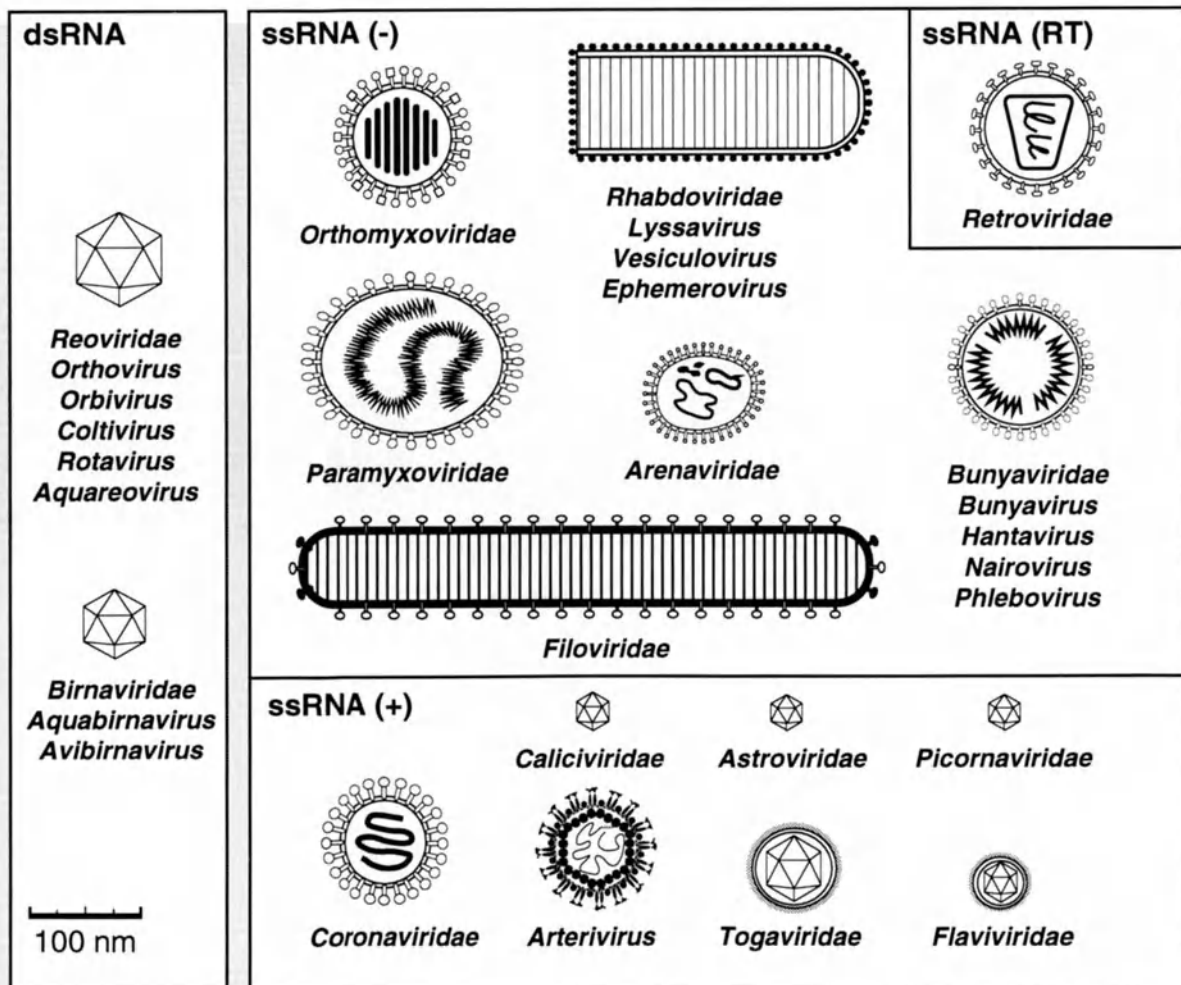 dsRNA
Reoviridae
Orthovirus
Orbivirus
Coltivirus
Rotavirus
Aquareovirus
Birnaviridae
Aquabirnavirus
Avibirnavirus
100 nm
ssRNA (-)
Orthomyxoviridae
Rhabdoviridae
Lyssavirus
Vesiculovirus
Ephemerovirus
Paramyxoviridae
Arenaviridae
Bunyaviridae
Bunyavirus
Hantavirus
Nairovirus
Phlebovirus
Filoviridae
ssRNA (RT)
Retroviridae
ssRNA (+)
Caliciviridae
Astroviridae
Picornaviridae
Coronaviridae
Arterivirus
Togaviridae
Flaviviridae